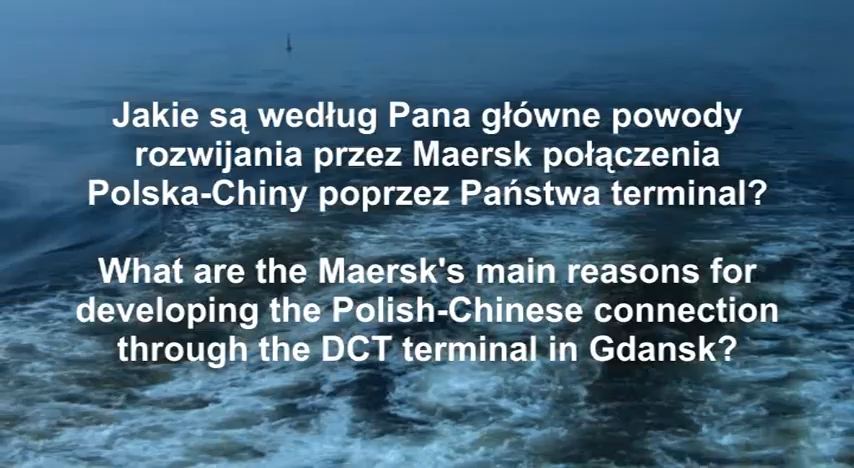 Jakie są według Pana główne powody
rozwijania przez Maersk połączenia
Polska-Chiny poprzez Państwa terminal?
What are the Maersk's main reasons for
developing the Polish-Chinese connection
through the DCT terminal in Gdansk?